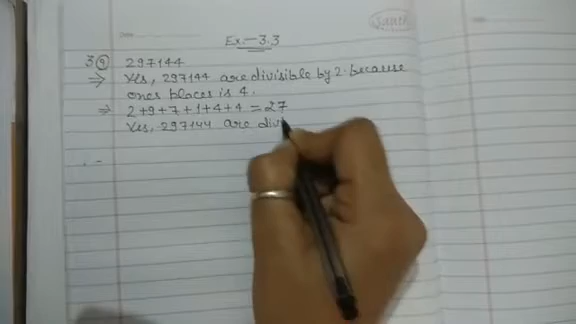 Ex.-3.3
3 a 297144
⇒ Yes, 297144 are divisible by 2. because
ones places is 4.
⇒ 2+9+7+1+4+4 = 27
Yes, 297144 are divi